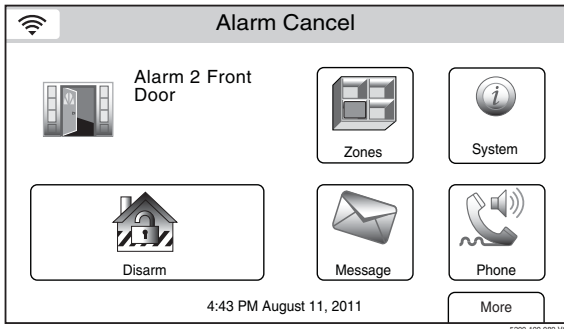 Alarm Cancel
Alarm 2 Front
Door
Zones
System
Disarm
Message
Phone
4:43 PM August 11, 2011
More